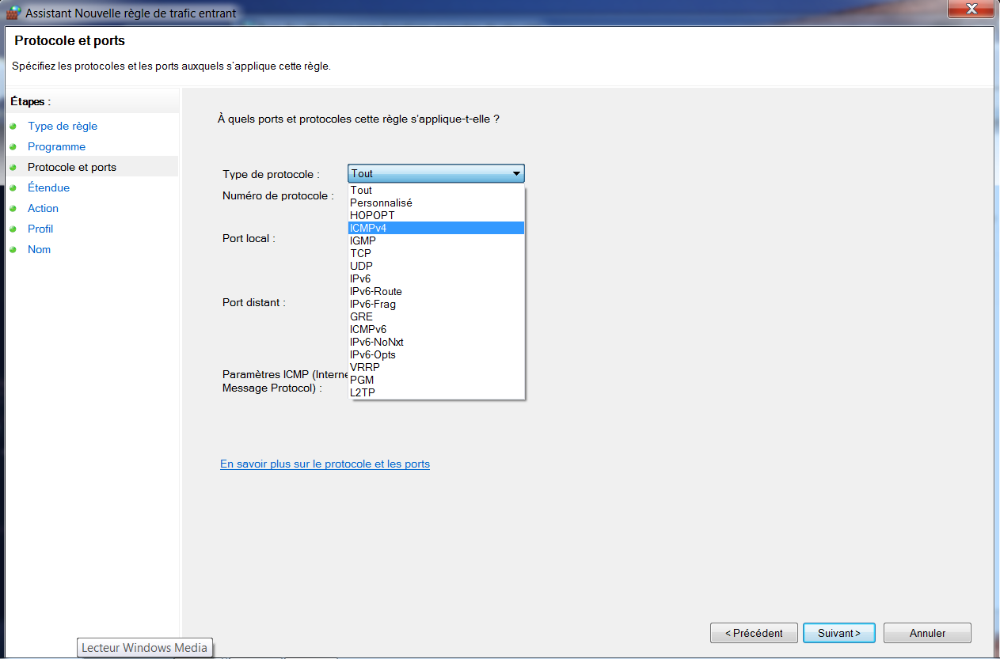 Assistant Nouvelle règle de trafic entrant
Protocole et ports
Spécifiez les protocoles et les ports auxquels s'applique cette règle.
Étapes :
Type de règle
Programme
Protocole et ports
Étendue
Action
Profil
Nom
À quels ports et protocoles cette règle s'applique-t-elle ?
Type de protocole :
Tout
Numéro de protocole :
Tout
Personnalisé
HOPOPT
ICMPv4
IGMP
TCP
UDP
IPv6
IPv6-Route
IPv6-Frag
GRE
ICMPv6
IPv6-NoNxt
IPv6-Opts
VRRP
PGM
L2TP
Port local :
Port distant :
Paramètres ICMP (Interne
Message Protocol) :
En savoir plus sur le protocole et les ports
< Précédent
Suivant >
Annuler
Lecteur Windows Media